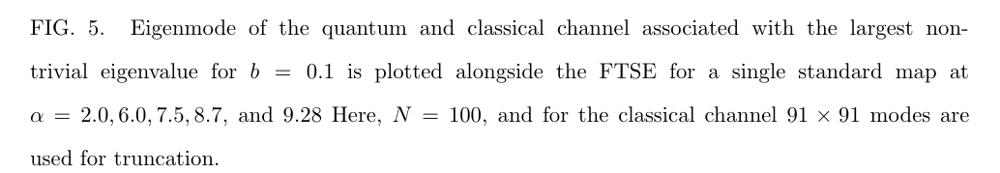 FIG. 5. Eigenmode of the quantum and classical channel associated with the largest non-
trivial eigenvalue for b = 0.1 is plotted alongside the FTSE for a single standard map at
α = 2.0, 6.0, 7.5, 8.7, and 9.28 Here, N = 100, and for the classical channel 91 × 91 modes are
used for truncation.